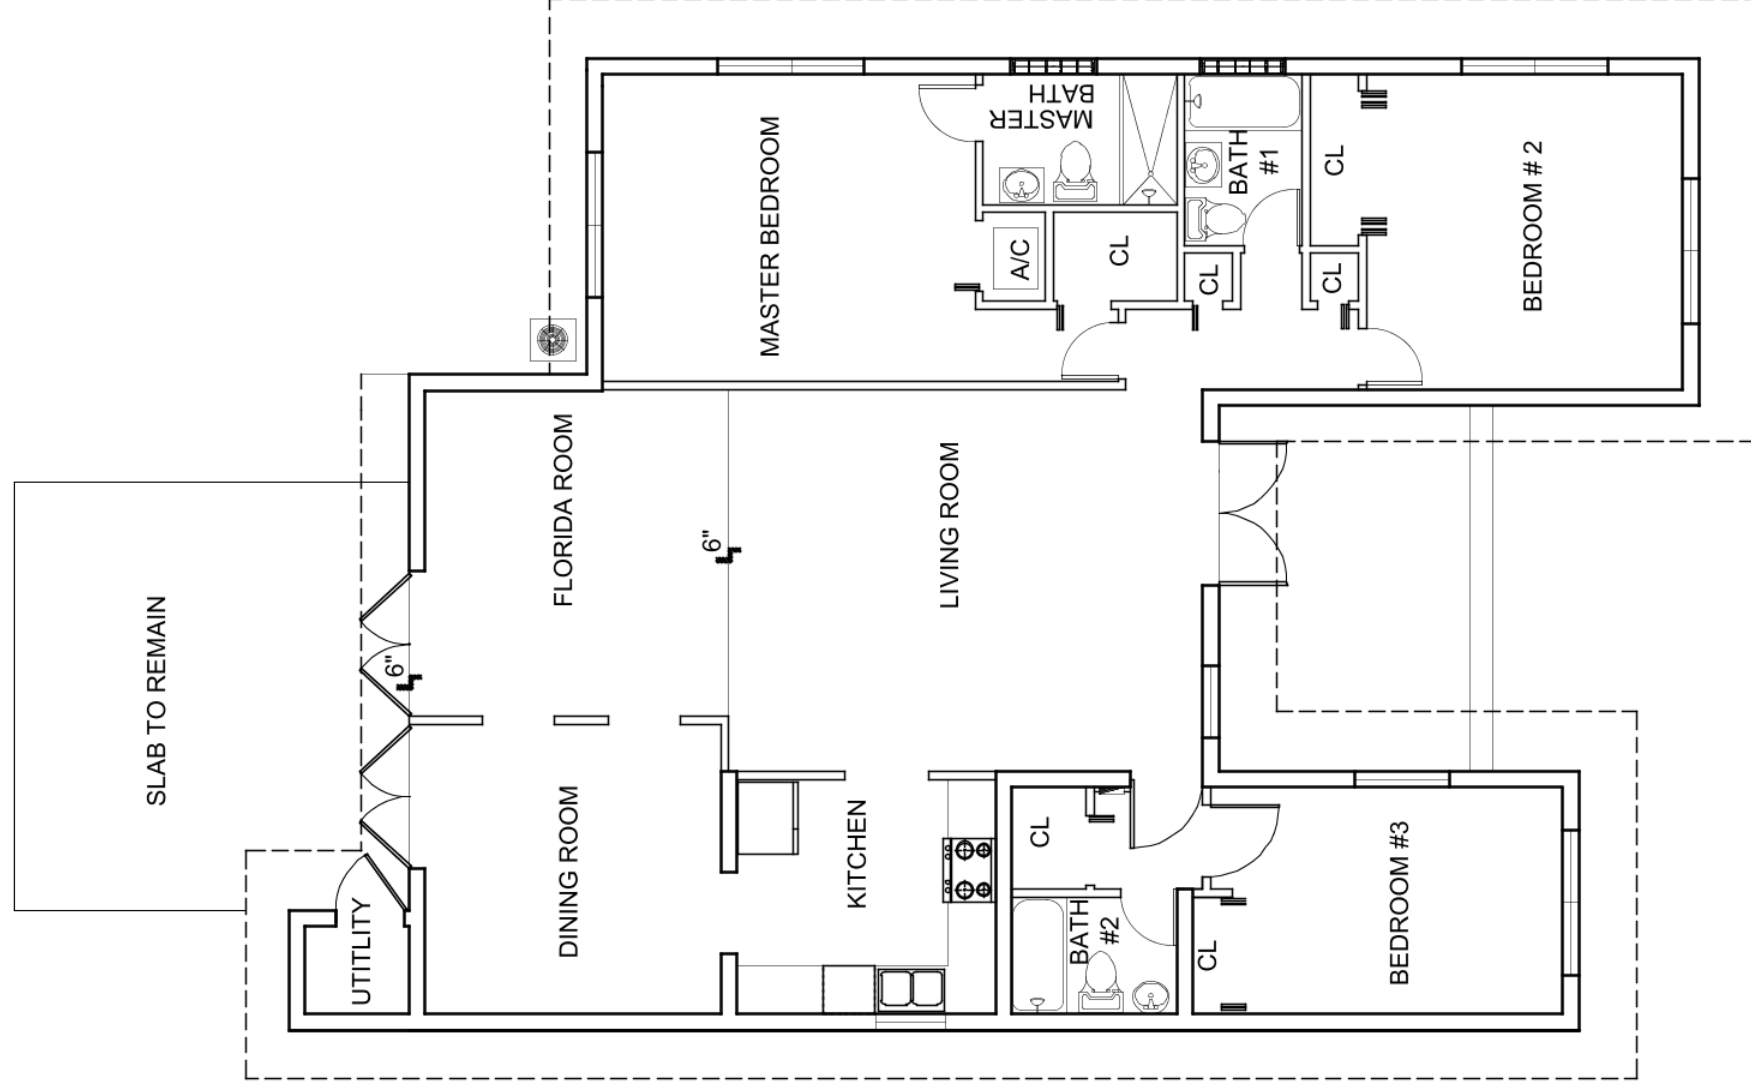 MASTER
BATH
MASTER BEDROOM
A/C
CL
BATH
#1
CL
CL
CL
BEDROOM # 2
FLORIDA ROOM
6"
LIVING ROOM
SLAB TO REMAIN
6"
UTITLITY
DINING ROOM
KITCHEN
CL
BATH
#2
CL
BEDROOM #3